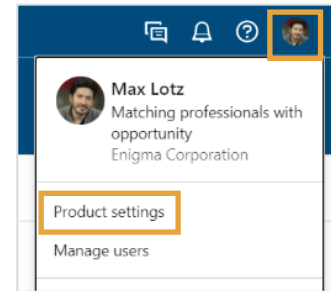 Max Lotz
Matching professionals with
opportunity
Enigma Corporation
Product settings
Manage users